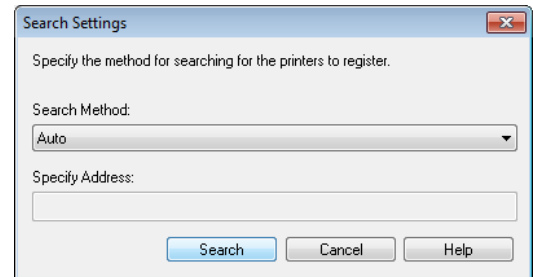 Search Settings
Specify the method for searching for the printers to register.
Search Method:
Auto
Specify Address:
Search Cancel Help